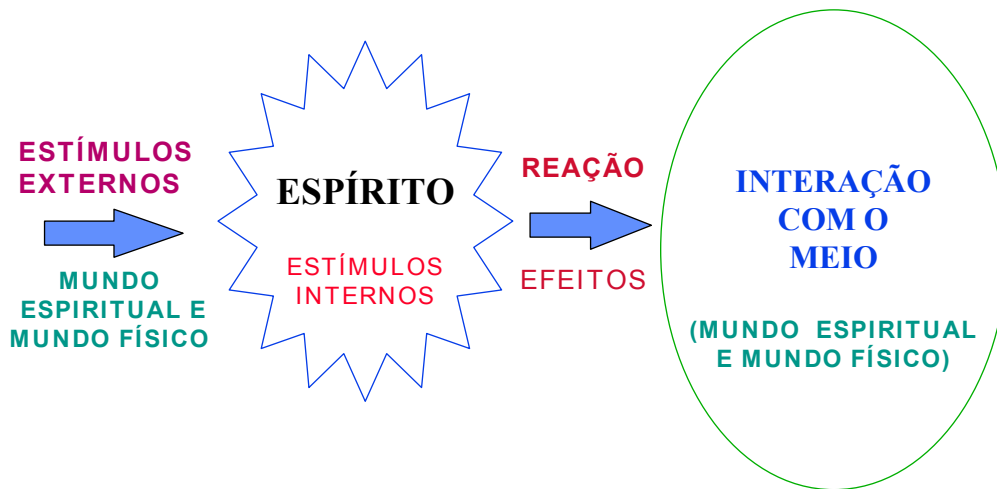 ESTÍMULOS
EXTERNOS
MUNDO
ESPIRITUAL E
MUNDO FÍSICO
ESPÍRITO
ESTÍMULOS
INTERNOS
REAÇÃO
EFEITOS
INTERAÇÃO
COM O
MEIO
(MUNDO ESPIRITUAL
E MUNDO FÍSICO)